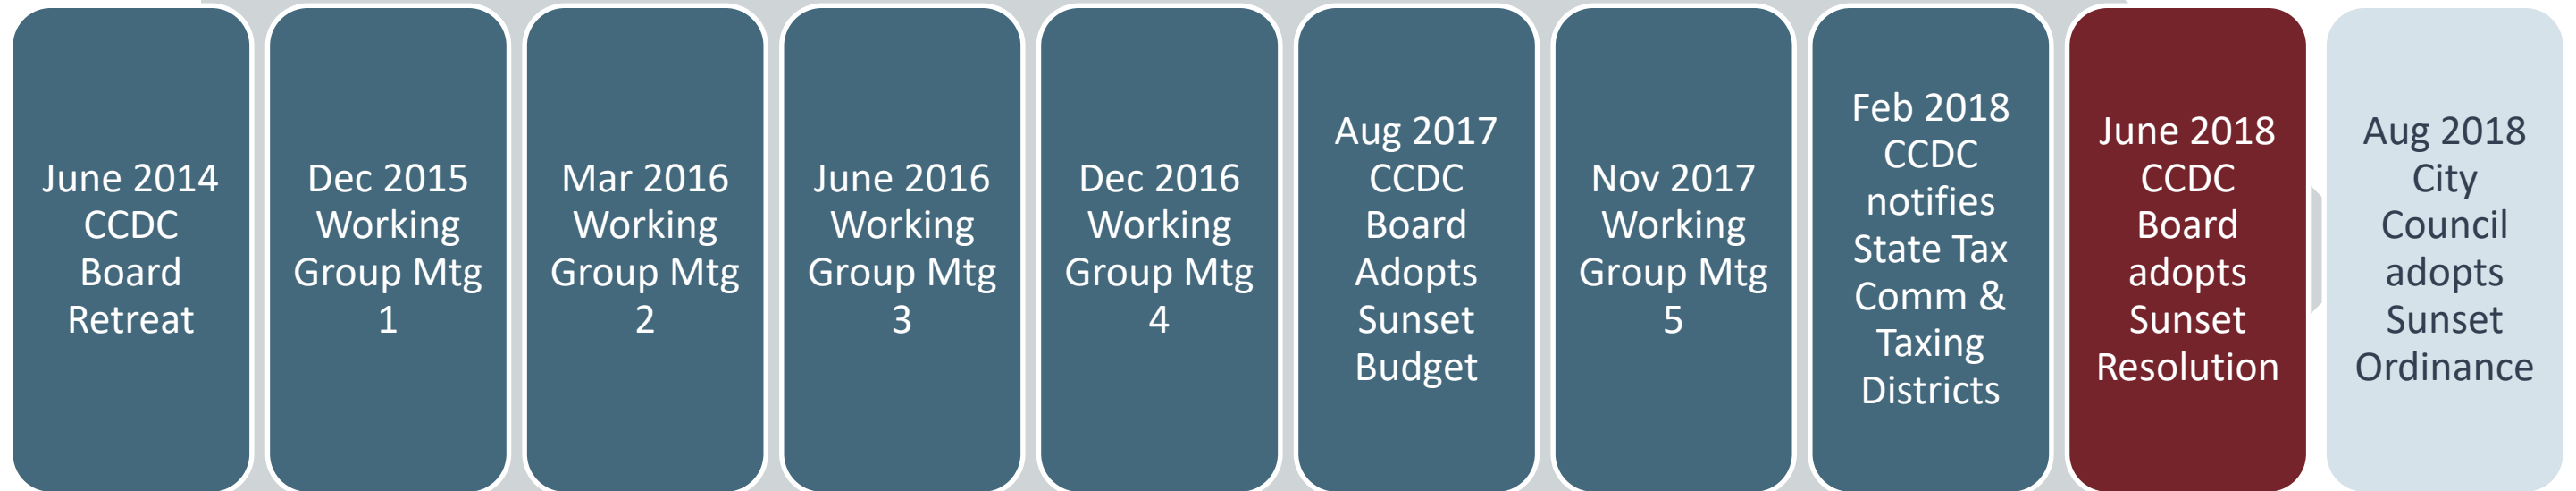 June 2014
CCDC
Board
Retreat
Dec 2015
Working
Group Mtg
1
Mar 2016
Working
Group Mtg
2
June 2016
Working
Group Mtg
3
Dec 2016
Working
Group Mtg
4
Aug 2017
CCDC
Board
Adopts
Sunset
Budget
Nov 2017
Working
Group Mtg
5
Feb 2018
CCDC
notifies
State Tax
Comm &
Taxing
Districts
June 2018
CCDC
Board
adopts
Sunset
Resolution
Aug 2018
City
Council
adopts
Sunset
Ordinance